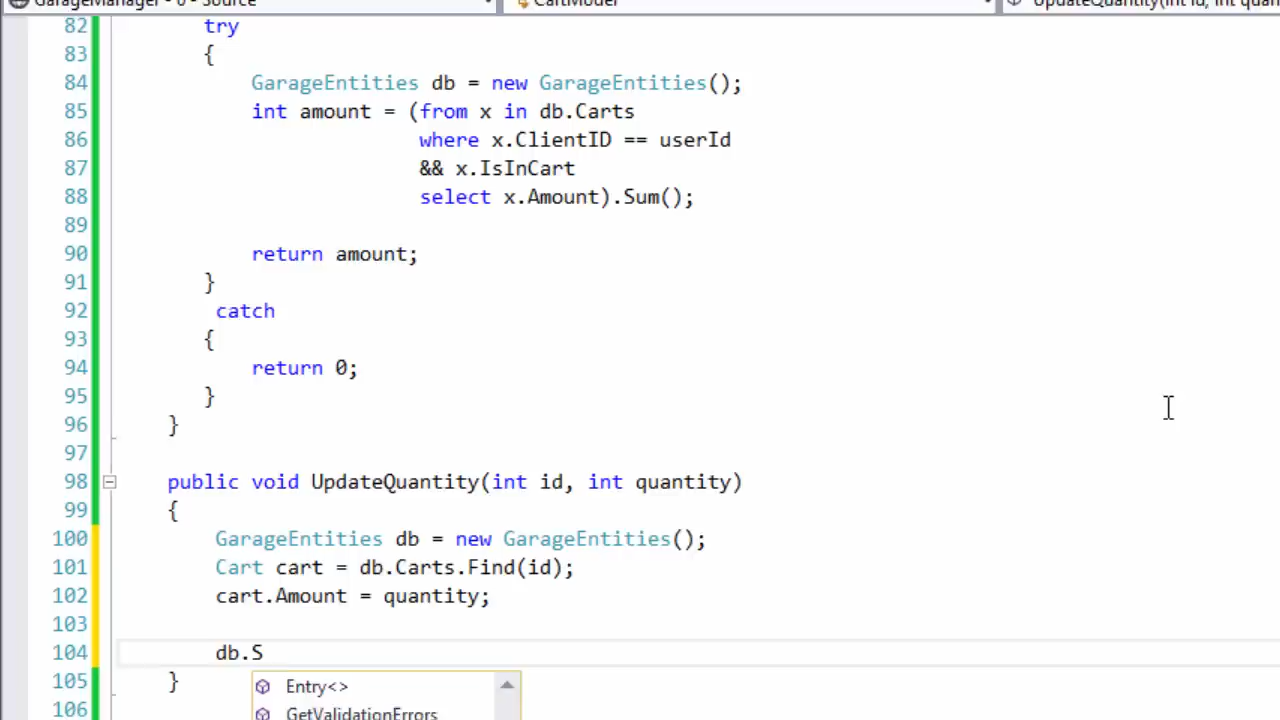 GarageManager - 0 - Source CartModel UpdateQuantity(int id, int quan
82 try
83 {
84 GarageEntities db = new GarageEntities();
85 int amount = (from x in db.Carts
86 where x.ClientID == userId
87 && x.IsInCart
88 select x.Amount).Sum();
89
90 return amount;
91 }
92 catch
93 {
94 return 0;
95 }
96 }
97
98 public void UpdateQuantity(int id, int quantity)
99 {
100 GarageEntities db = new GarageEntities();
101 Cart cart = db.Carts.Find(id);
102 cart.Amount = quantity;
103
104 db.S
105 }
Entry<>
106
GetValidationErrors